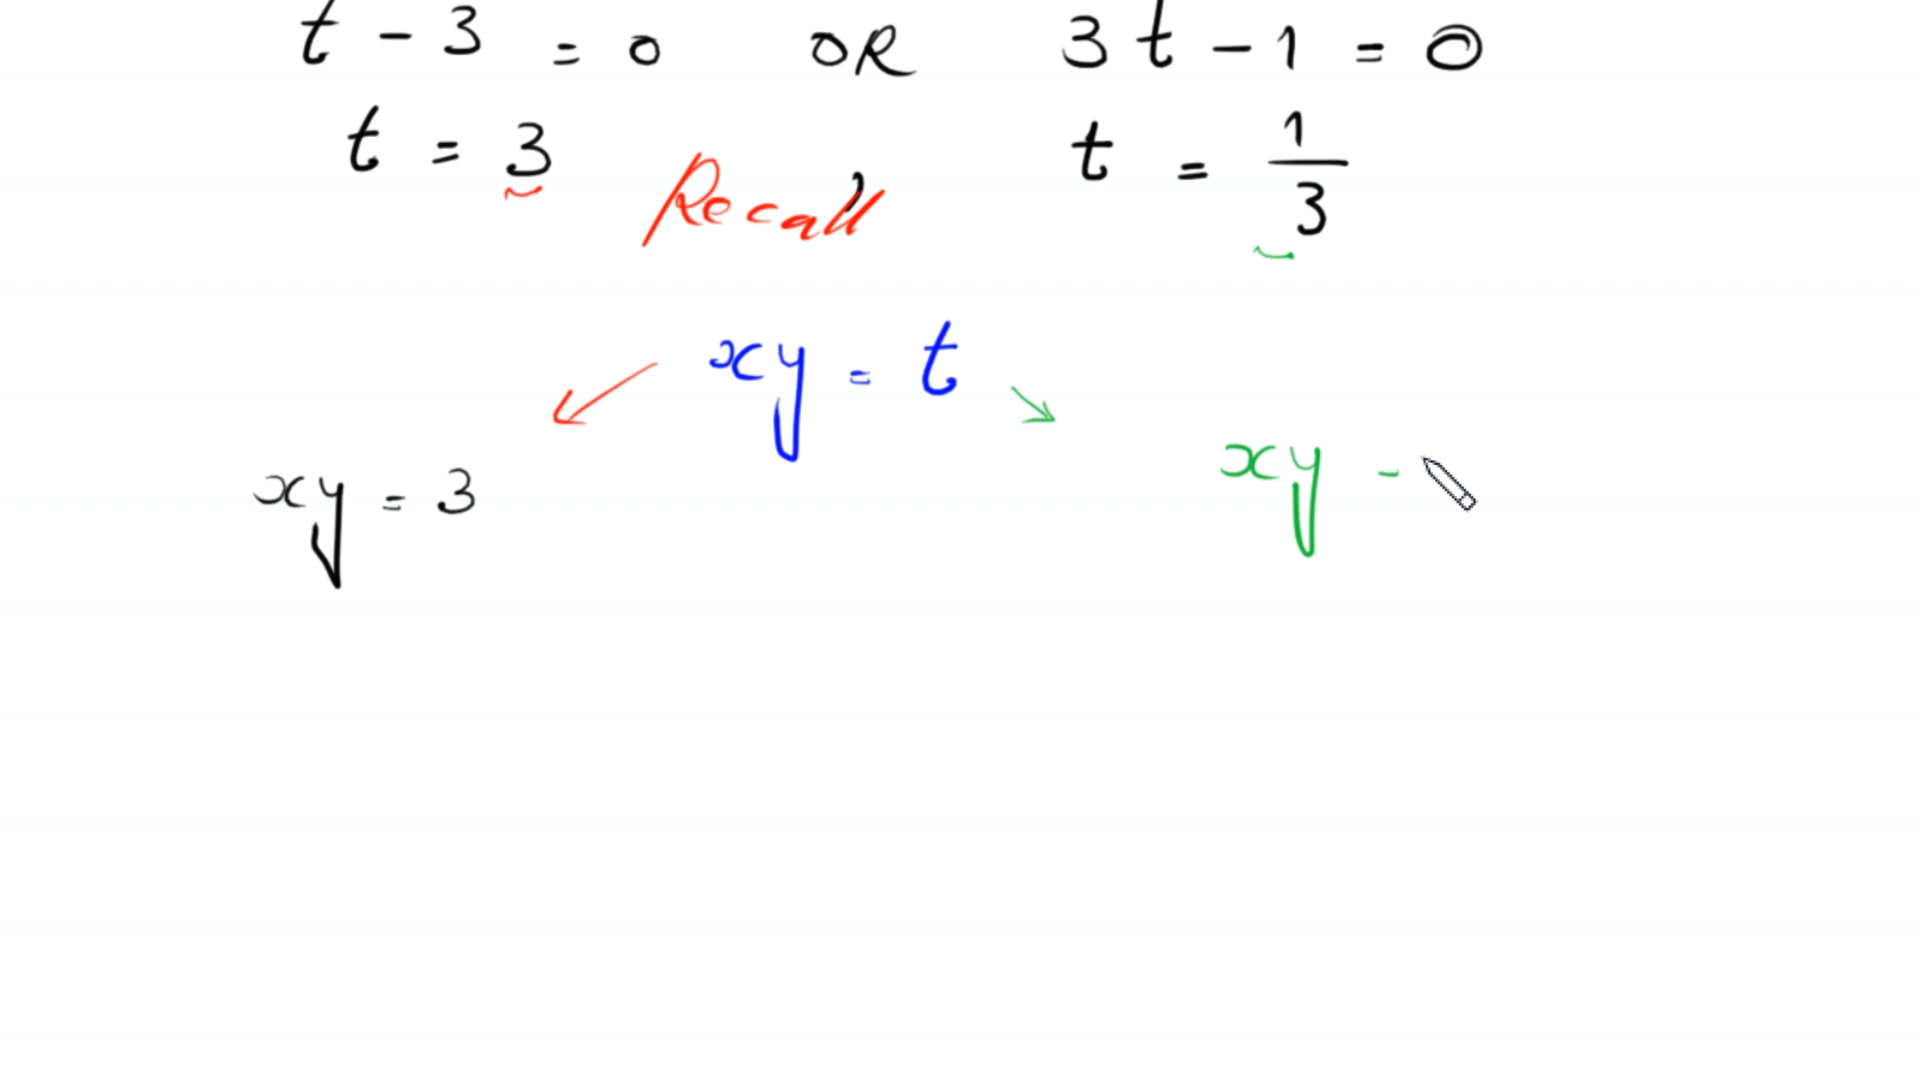 t - 3 = 0 OR 3t - 1 = 0
t = 3 t = 1/3
Recall
xy = t
xy = 3 xy -